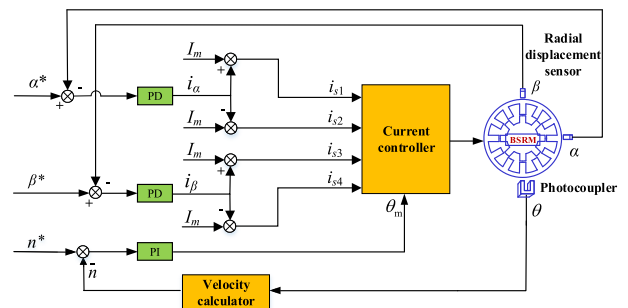 Radial
displacement
sensor
β
α*
-
+
PD
i_α
I_m
+
i_s1
-
I_m
i_s2
Current
controller
BSRM
α
I_m
+
i_s3
β*
-
+
PD
i_β
-
I_m
i_s4
θ_m
Photocoupler
θ
n*
-
n
PI
Velocity
calculator